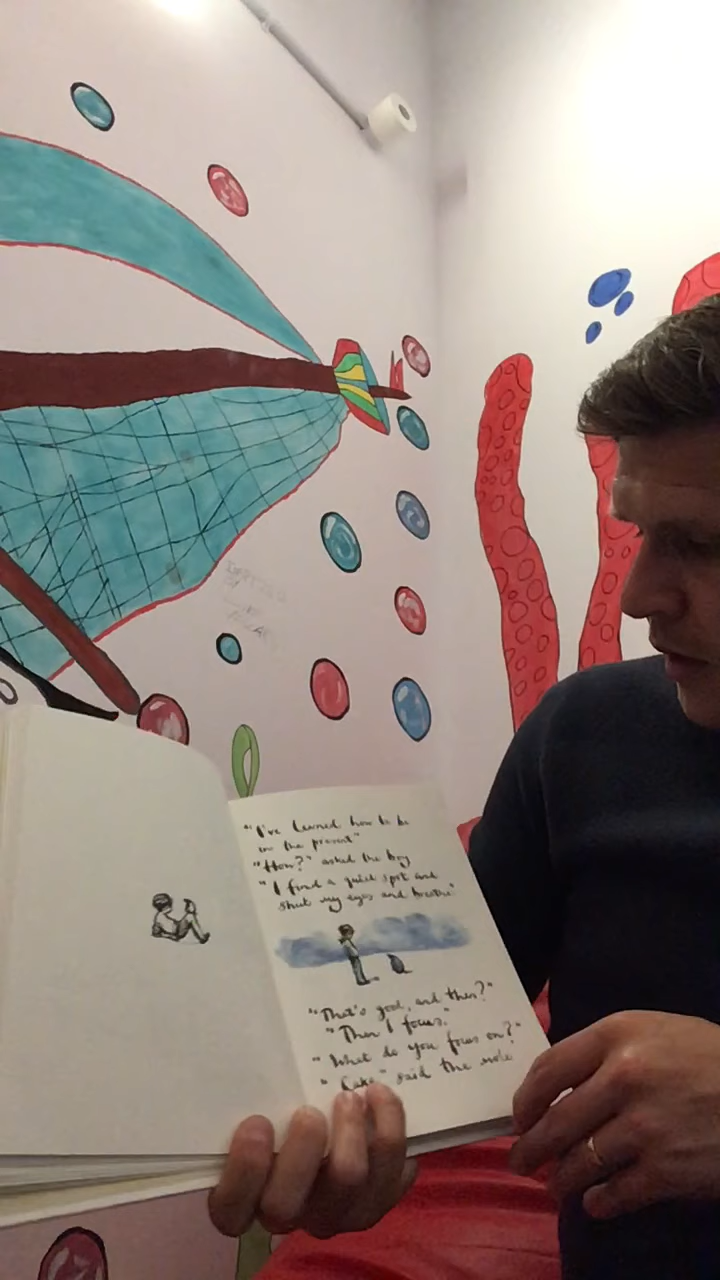 "I've learned how to be
in the present"
"How?" asked the boy
"I find a quiet spot and
shut my eyes and breathe"
"That's good, and then?"
"Then I focus."
"What do you focus on?"
"Cake" said the mole